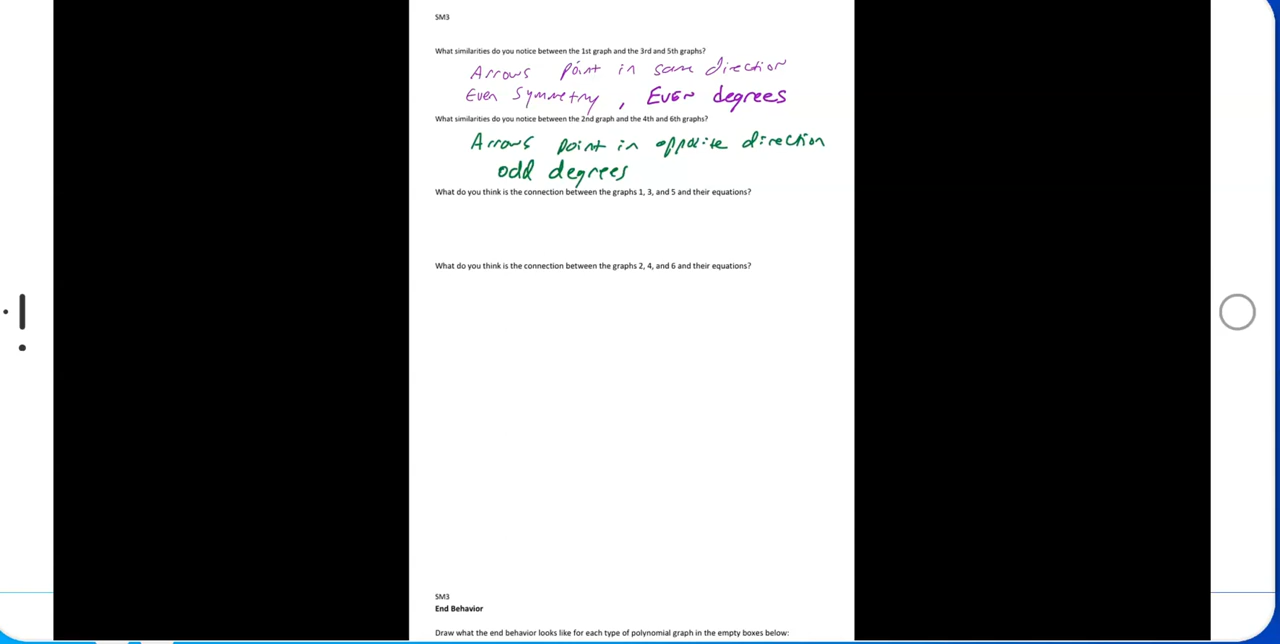 SM3
What similarities do you notice between the 1st graph and the 3rd and 5th graphs?
Arrows point in same direction
Even symmetry, Even degrees
What similarities do you notice between the 2nd graph and the 4th and 6th graphs?
Arrows point in opposite direction
odd degrees
What do you think is the connection between the graphs 1, 3, and 5 and their equations?
What do you think is the connection between the graphs 2, 4, and 6 and their equations?
SM3
End Behavior
Draw what the end behavior looks like for each type of polynomial graph in the empty boxes below: